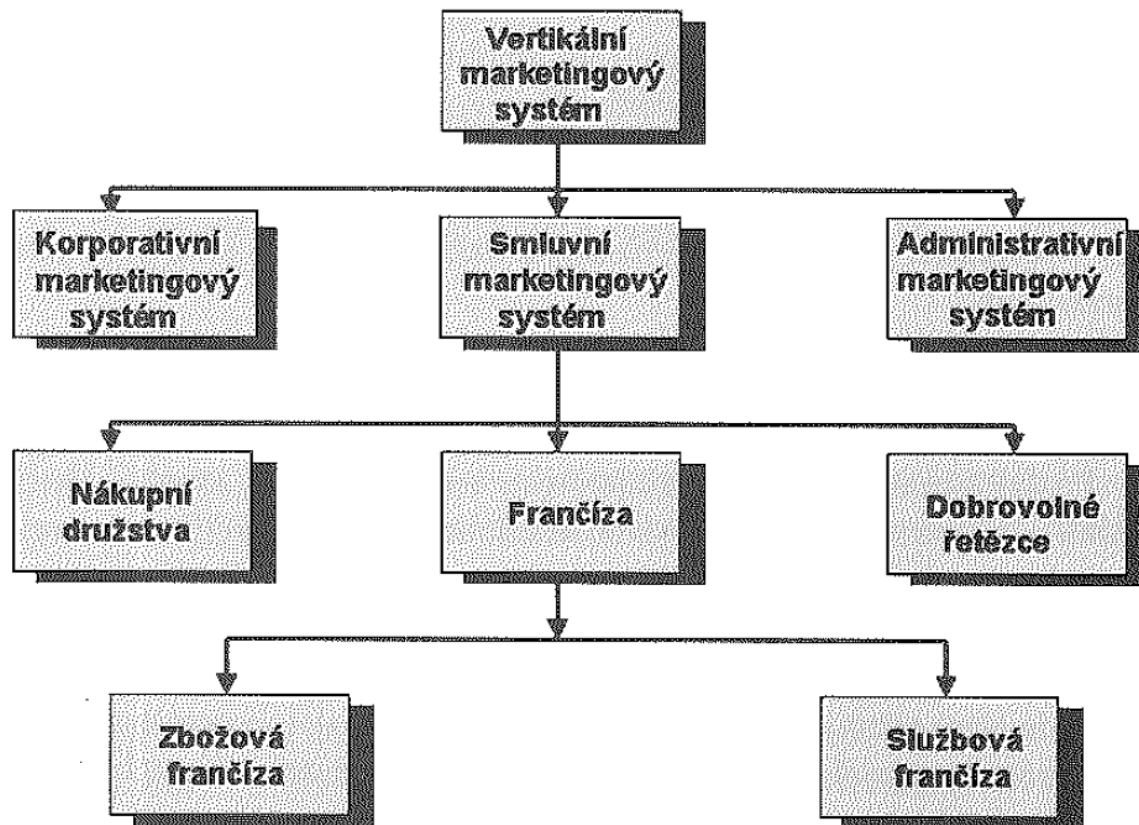 Vertikální
marketingový
systém
Korporativní
marketingový
systém
Smluvní
marketingový
systém
Administrativní
marketingový
systém
Nákupní
družstva
Frančíza
Dobrovolné
řetězce
Zbožová
frančíza
Službová
frančíza